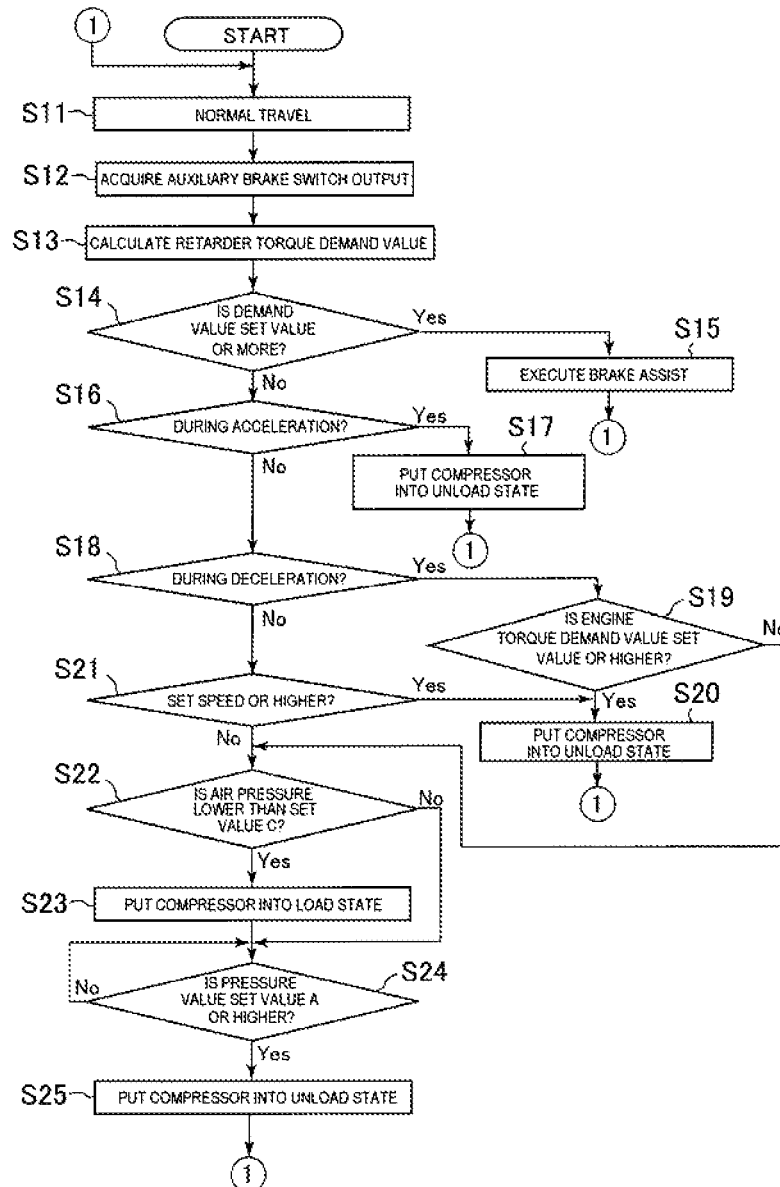 1
START
S11
NORMAL TRAVEL
S12
ACQUIRE AUXILIARY BRAKE SWITCH OUTPUT
S13
CALCULATE RETARDER TORQUE DEMAND VALUE
S14
IS DEMAND
VALUE SET VALUE
OR MORE?
Yes
No
S15
EXECUTE BRAKE ASSIST
1
S16
DURING ACCELERATION?
Yes
No
S17
PUT COMPRESSOR
INTO UNLOAD STATE
1
S18
DURING DECELERATION?
Yes
No
S19
IS ENGINE
TORQUE DEMAND VALUE SET
VALUE OR HIGHER?
No
Yes
S20
PUT COMPRESSOR
INTO UNLOAD STATE
1
S21
SET SPEED OR HIGHER?
Yes
No
S22
IS AIR PRESSURE
LOWER THAN SET
VALUE C?
No
Yes
S23
PUT COMPRESSOR INTO LOAD STATE
S24
IS PRESSURE
VALUE SET VALUE A
OR HIGHER?
No
Yes
S25
PUT COMPRESSOR INTO UNLOAD STATE
1